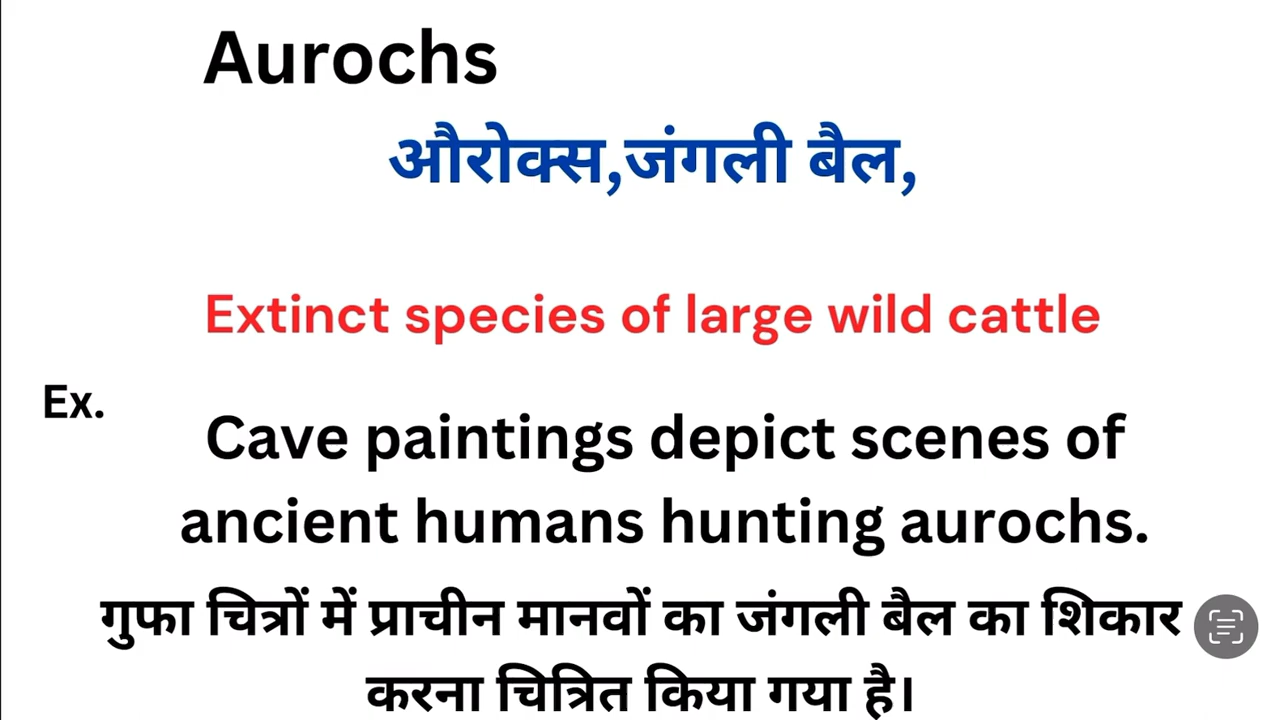 Aurochs
औरोक्स,जंगली बैल,
Extinct species of large wild cattle
Ex.
Cave paintings depict scenes of
ancient humans hunting aurochs.
गुफा चित्रों में प्राचीन मानवों का जंगली बैल का शिकार
करना चित्रित किया गया है।